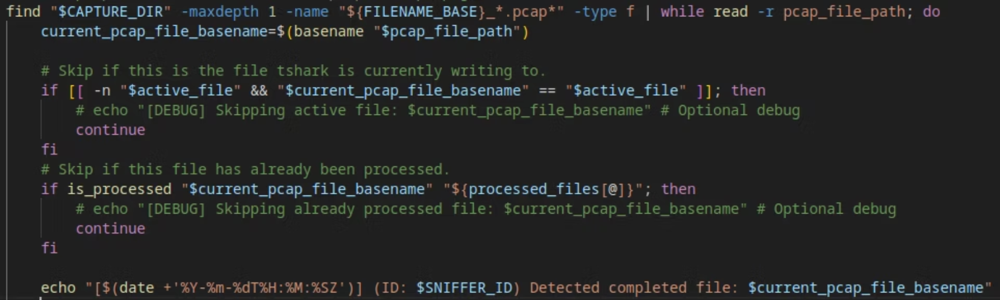 find "$CAPTURE_DIR" -maxdepth 1 -name "${FILENAME_BASE}_*.pcap*" -type f | while read -r pcap_file_path; do
    current_pcap_file_basename=$(basename "$pcap_file_path")

    # Skip if this is the file tshark is currently writing to.
    if [[ -n "$active_file" && "$current_pcap_file_basename" == "$active_file" ]]; then
        # echo "[DEBUG] Skipping active file: $current_pcap_file_basename" # Optional debug
        continue
    fi
    # Skip if this file has already been processed.
    if is_processed "$current_pcap_file_basename" "${processed_files[@]}"; then
        # echo "[DEBUG] Skipping already processed file: $current_pcap_file_basename" # Optional debug
        continue
    fi

    echo "[$(date +'%Y-%m-%dT%H:%M:%SZ')] (ID: $SNIFFER_ID) Detected completed file: $current_pcap_file_basename"